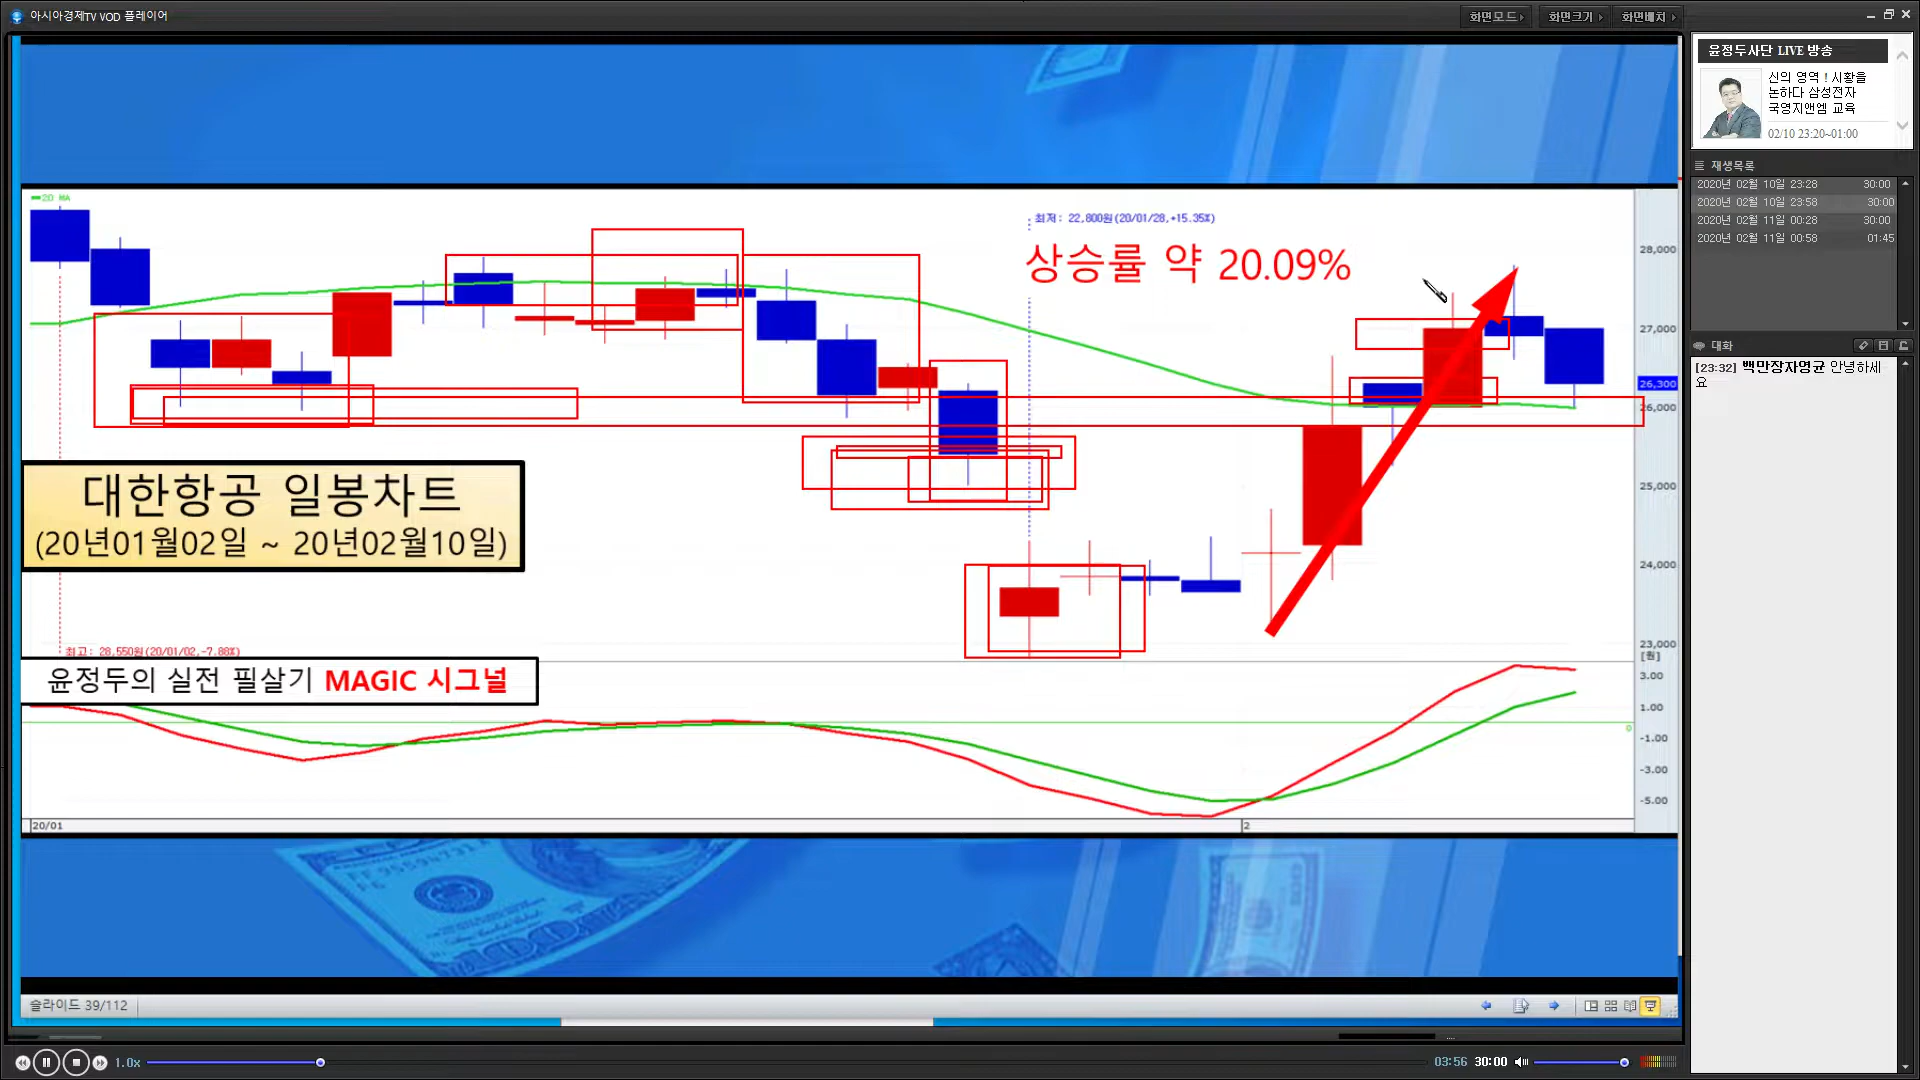 아시아경제TV VOD 플레이어
화면모드
화면크기
화면배치
윤정두사단 LIVE 방송
신의 영역 ! 시황을
논하다 삼성전자
국영지앤엠 교육
02/10 23:20~01:00
재생목록
2020년 02월 10일 23:28 30:00
2020년 02월 10일 23:58 30:00
2020년 02월 11일 00:28 30:00
2020년 02월 11일 00:58 01:45
대화
[23:32] 백만장자영균 안녕하세
요
20 MA
최저: 22,800원(20/01/28,+15.35%)
상승률 약 20.09%
28,000
27,000
26,300
26,000
25,000
24,000
23,000
[원]
대한항공 일봉차트
(20년01월02일 ~ 20년02월10일)
최고: 28,550원(20/01/02,-7.88%)
윤정두의 실전 필살기 MAGIC 시그널
3.00
1.00
0
-1.00
-3.00
-5.00
20/01
2
슬라이드 39/112
1.0x
03:56 30:00